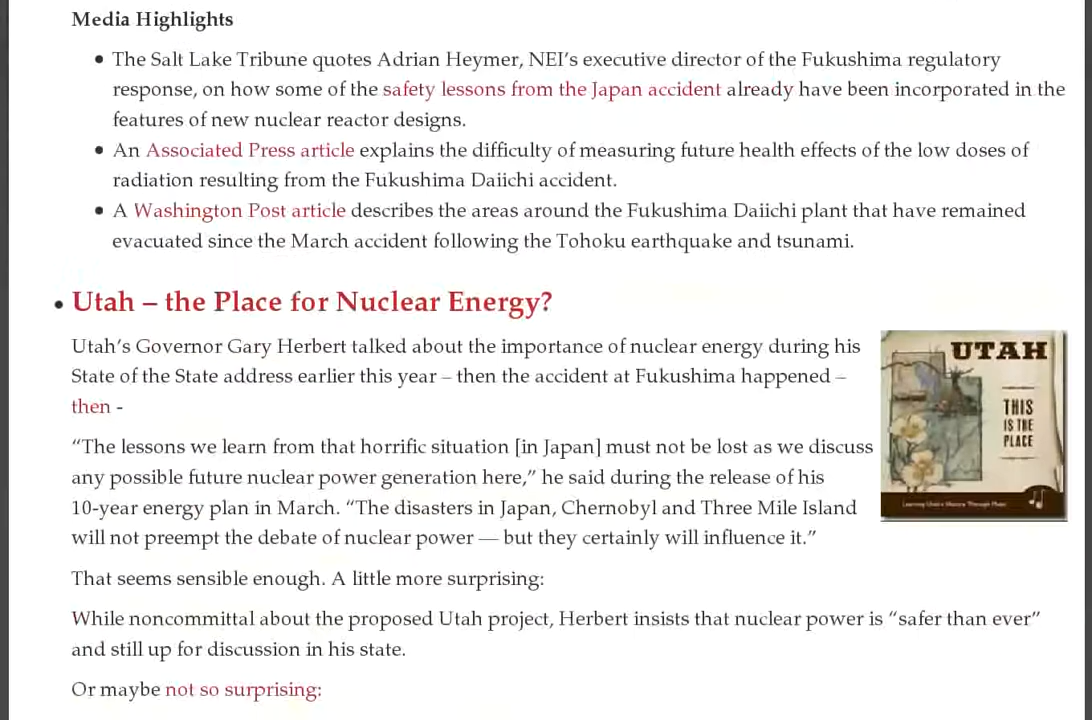 Media Highlights
• The Salt Lake Tribune quotes Adrian Heymer, NEI’s executive director of the Fukushima regulatory
response, on how some of the safety lessons from the Japan accident already have been incorporated in the
features of new nuclear reactor designs.
• An Associated Press article explains the difficulty of measuring future health effects of the low doses of
radiation resulting from the Fukushima Daiichi accident.
• A Washington Post article describes the areas around the Fukushima Daiichi plant that have remained
evacuated since the March accident following the Tohoku earthquake and tsunami.
• Utah – the Place for Nuclear Energy?
Utah’s Governor Gary Herbert talked about the importance of nuclear energy during his
State of the State address earlier this year – then the accident at Fukushima happened –
then -
“The lessons we learn from that horrific situation [in Japan] must not be lost as we discuss
any possible future nuclear power generation here,” he said during the release of his
10-year energy plan in March. “The disasters in Japan, Chernobyl and Three Mile Island
will not preempt the debate of nuclear power — but they certainly will influence it.”
UTAH
THIS
IS THE
PLACE
Learning Utah's History Through Music
That seems sensible enough. A little more surprising:
While noncommittal about the proposed Utah project, Herbert insists that nuclear power is “safer than ever”
and still up for discussion in his state.
Or maybe not so surprising: